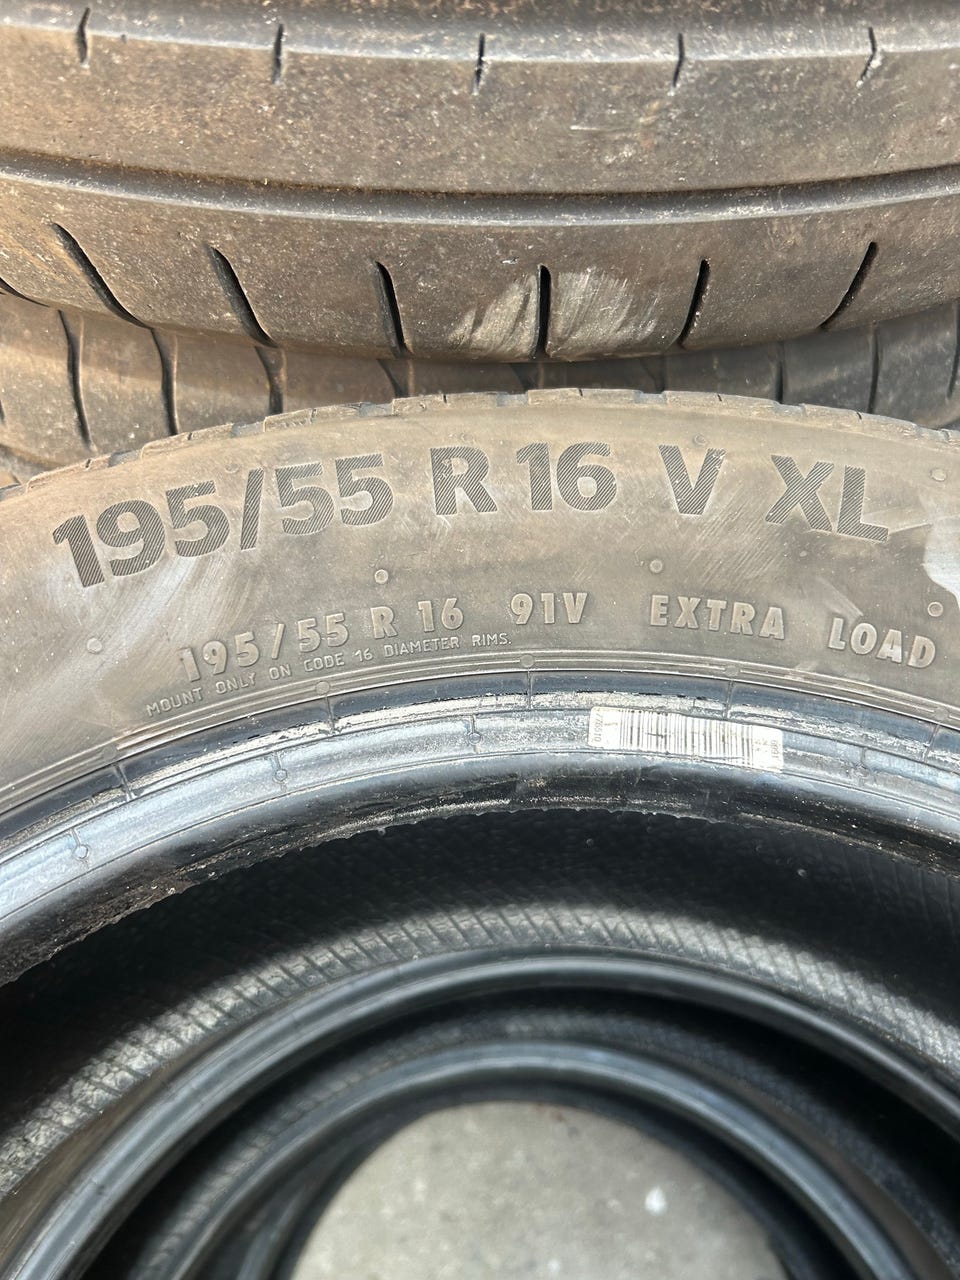 195/55 R 16 V XL
195/55 R 16 91V EXTRA LOAD
MOUNT ONLY ON CODE 16 DIAMETER RIMS.